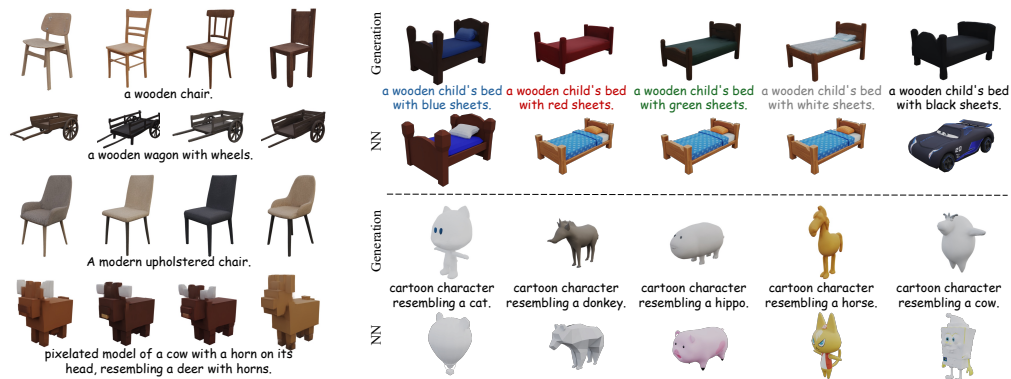 a wooden chair.
a wooden wagon with wheels.
A modern upholstered chair.
pixelated model of a cow with a horn on its
head, resembling a deer with horns.
Generation
a wooden child's bed
with blue sheets.
a wooden child's bed
with red sheets.
a wooden child's bed
with green sheets.
a wooden child's bed
with white sheets.
a wooden child's bed
with black sheets.
NN
Generation
cartoon character
resembling a cat.
cartoon character
resembling a donkey.
cartoon character
resembling a hippo.
cartoon character
resembling a horse.
cartoon character
resembling a cow.
NN